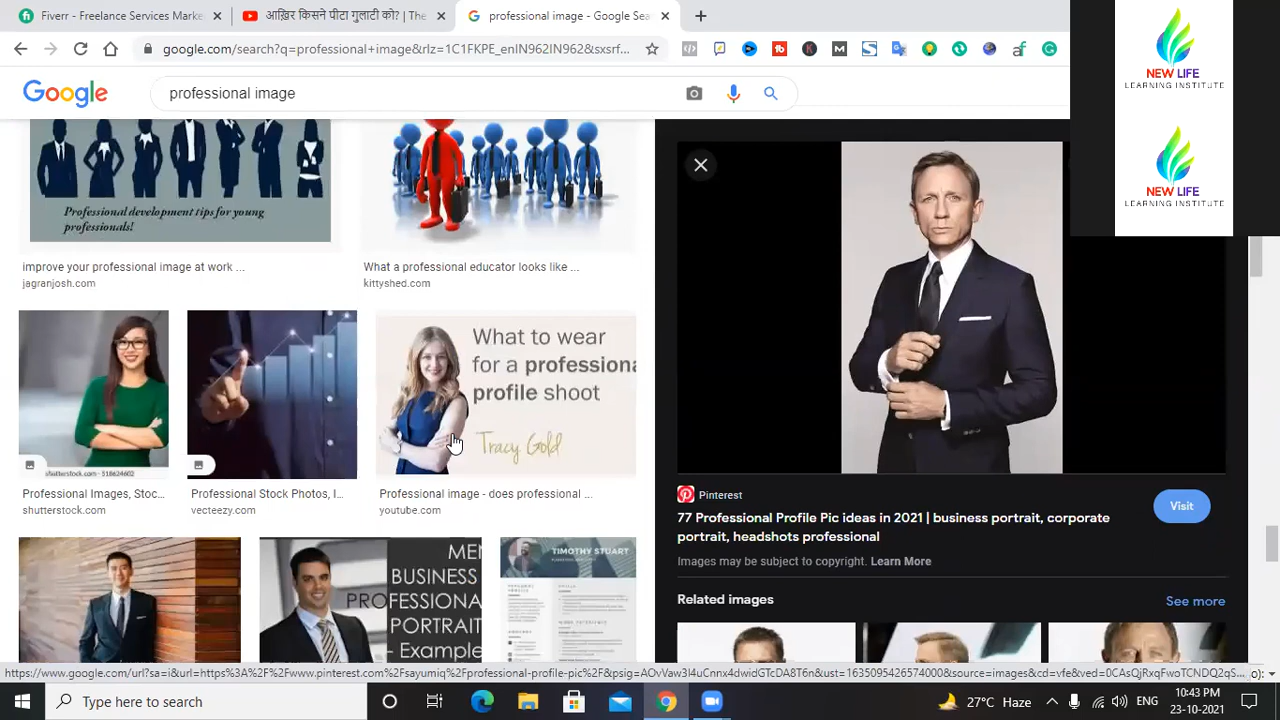 Fiverr - Freelance Services Marke
आख़िर किसने पीटा गुलाटी को? | The
professional image - Google Sea
google.com/search?q=professional+image&rlz=1C1FKPE_enIN962IN962&sxsrf...
Google
professional image
NEW LIFE
LEARNING INSTITUTE
NEW LIFE
LEARNING INSTITUTE
Professional development tips for young
professionals!
improve your professional image at work ...
jagranjosh.com
What a professional educator looks like ...
kittyshed.com
What to wear
for a professiona
profile shoot
Tracy Gold
shutterstock.com · 518624602
Professional Images, Stoc...
shutterstock.com
Professional Stock Photos, I...
vecteezy.com
Professional image - does professional ...
youtube.com
MEN
BUSINESS
PROFESSIONAL
PORTRAIT
- Example
TIMOTHY STUART
Pinterest
Visit
77 Professional Profile Pic ideas in 2021 | business portrait, corporate
portrait, headshots professional
Images may be subject to copyright. Learn More
Related images
See more
Type here to search
27°C Haze
ENG
10:43 PM
23-10-2021